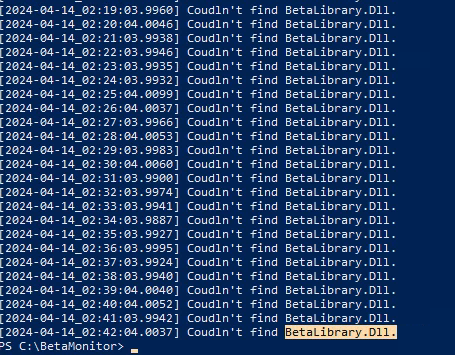 [2024-04-14_02:19:03.9960] Coudln't find BetaLibrary.Dll.
[2024-04-14_02:20:04.0046] Coudln't find BetaLibrary.Dll.
[2024-04-14_02:21:03.9938] Coudln't find BetaLibrary.Dll.
[2024-04-14_02:22:03.9946] Coudln't find BetaLibrary.Dll.
[2024-04-14_02:23:03.9935] Coudln't find BetaLibrary.Dll.
[2024-04-14_02:24:03.9932] Coudln't find BetaLibrary.Dll.
[2024-04-14_02:25:04.0099] Coudln't find BetaLibrary.Dll.
[2024-04-14_02:26:04.0037] Coudln't find BetaLibrary.Dll.
[2024-04-14_02:27:03.9966] Coudln't find BetaLibrary.Dll.
[2024-04-14_02:28:04.0053] Coudln't find BetaLibrary.Dll.
[2024-04-14_02:29:03.9983] Coudln't find BetaLibrary.Dll.
[2024-04-14_02:30:04.0060] Coudln't find BetaLibrary.Dll.
[2024-04-14_02:31:03.9900] Coudln't find BetaLibrary.Dll.
[2024-04-14_02:32:03.9974] Coudln't find BetaLibrary.Dll.
[2024-04-14_02:33:03.9941] Coudln't find BetaLibrary.Dll.
[2024-04-14_02:34:03.9887] Coudln't find BetaLibrary.Dll.
[2024-04-14_02:35:03.9927] Coudln't find BetaLibrary.Dll.
[2024-04-14_02:36:03.9995] Coudln't find BetaLibrary.Dll.
[2024-04-14_02:37:03.9924] Coudln't find BetaLibrary.Dll.
[2024-04-14_02:38:03.9940] Coudln't find BetaLibrary.Dll.
[2024-04-14_02:39:04.0040] Coudln't find BetaLibrary.Dll.
[2024-04-14_02:40:04.0052] Coudln't find BetaLibrary.Dll.
[2024-04-14_02:41:03.9942] Coudln't find BetaLibrary.Dll.
[2024-04-14_02:42:04.0037] Coudln't find BetaLibrary.Dll.
PS C:\BetaMonitor>